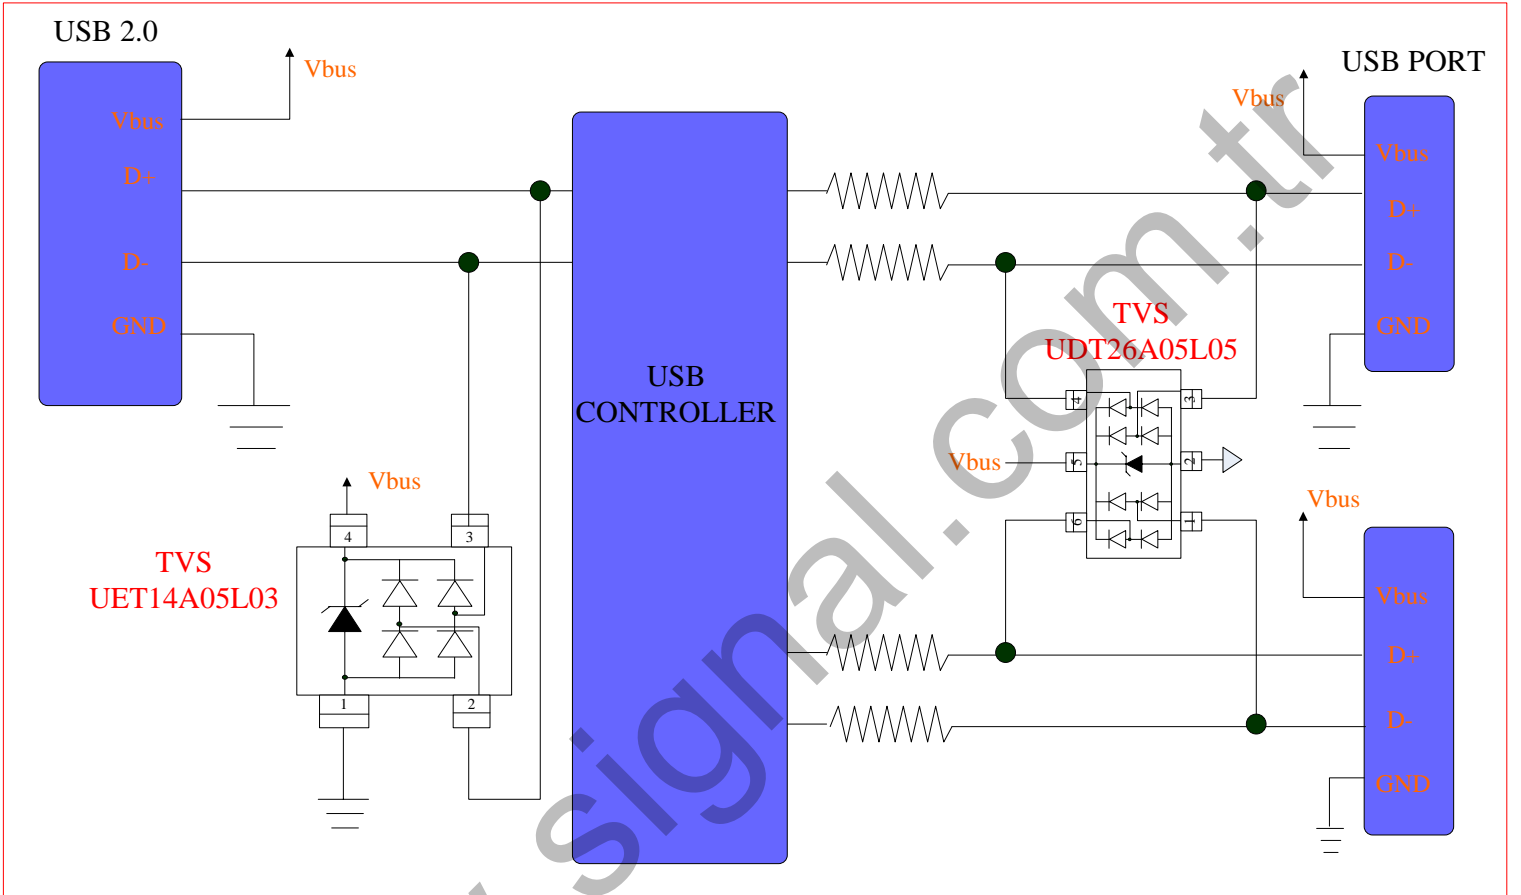 USB 2.0
Vbus
Vbus
D+
D-
GND
Vbus
4
3
TVS
UET14A05L03
1
2
USB
CONTROLLER
USB PORT
Vbus
Vbus
D+
D-
GND
TVS
UDT26A05L05
4
3
Vbus
5
2
6
1
Vbus
Vbus
D+
D-
GND
signal.com.tr